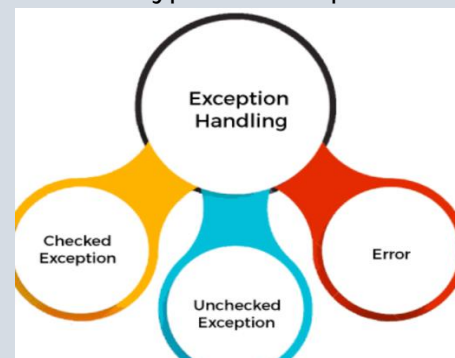 Exception
Handling
Checked
Exception
Unchecked
Exception
Error